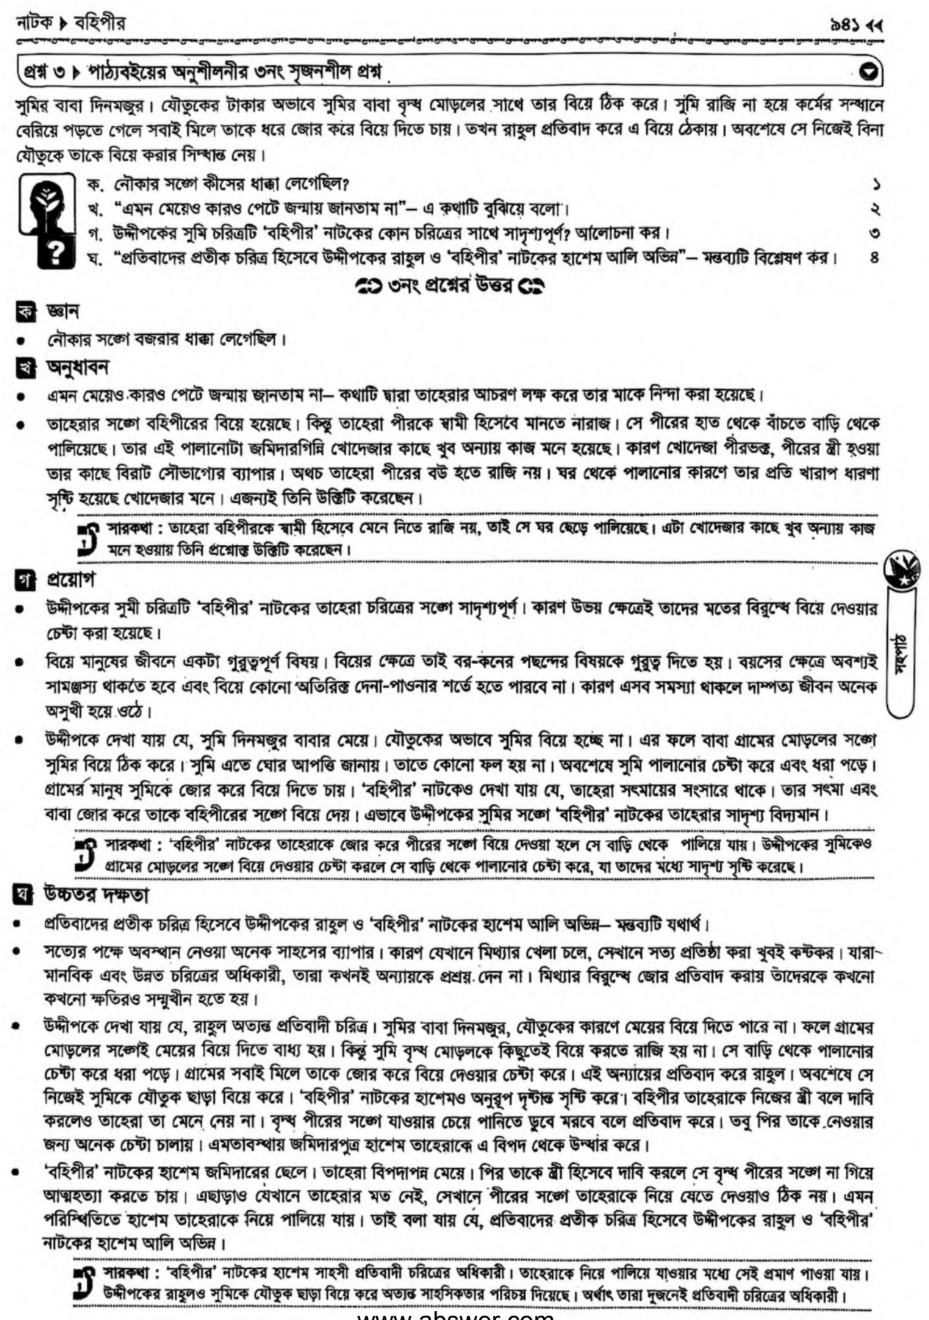 নাটক ▶ বহিপীর
৯৪১ ◀◀
প্রশ্ন ৩ ▶ পাঠ্যবইয়ের অনুশীলনীর ৩নং সৃজনশীল প্রশ্ন
সুমির বাবা দিনমজুর। যৌতুকের টাকার অভাবে সুমির বাবা বৃদ্ধ মোড়লের সাথে তার বিয়ে ঠিক করে। সুমি রাজি না হয়ে কর্মের সন্ধানে
বেরিয়ে পড়তে গেলে সবাই মিলে তাকে ধরে জোর করে বিয়ে দিতে চায়। তখন রাহুল প্রতিবাদ করে এ বিয়ে ঠেকায়। অবশেষে সে নিজেই বিনা
যৌতুকে তাকে বিয়ে করার সিদ্ধান্ত নেয়।
ক. নৌকার সঙ্গে কীসের ধাক্কা লেগেছিল? ১
খ. “এমন মেয়েও কারও পেটে জন্মায় জানতাম না”– এ কথাটি বুঝিয়ে বলো। ২
গ. উদ্দীপকের সুমি চরিত্রটি ‘বহিপীর’ নাটকের কোন চরিত্রের সাথে সাদৃশ্যপূর্ণ? আলোচনা কর। ৩
ঘ. “প্রতিবাদের প্রতীক চরিত্র হিসেবে উদ্দীপকের রাহুল ও ‘বহিপীর’ নাটকের হাশেম আলি অভিন্ন”– মন্তব্যটি বিশ্লেষণ কর। ৪
৩নং প্রশ্নের উত্তর
ক জ্ঞান
• নৌকার সঙ্গে বজরার ধাক্কা লেগেছিল।
খ অনুধাবন
• এমন মেয়েও কারও পেটে জন্মায় জানতাম না– কথাটি দ্বারা তাহেরার আচরণ লক্ষ করে তার মাকে নিন্দা করা হয়েছে।
• তাহেরার সঙ্গে বহিপীরের বিয়ে হয়েছে। কিন্তু তাহেরা পীরকে স্বামী হিসেবে মানতে নারাজ। সে পীরের হাত থেকে বাঁচতে বাড়ি থেকে
পালিয়েছে। তার এই পালানোটা জমিদারগিন্নি খোদেজার কাছে খুব অন্যায় কাজ মনে হয়েছে। কারণ খোদেজা পীরভক্ত, পীরের স্ত্রী হওয়া
তার কাছে বিরাট সৌভাগ্যের ব্যাপার। অথচ তাহেরা পীরের বউ হতে রাজি নয়। ঘর থেকে পালানোর কারণে তার প্রতি খারাপ ধারণা
সৃষ্টি হয়েছে খোদেজার মনে। এজন্যই তিনি উক্তিটি করেছেন।
সারকথা : তাহেরা বহিপীরকে স্বামী হিসেবে মেনে নিতে রাজি নয়, তাই সে ঘর ছেড়ে পালিয়েছে। এটা খোদেজার কাছে খুব অন্যায় কাজ
মনে হওয়ায় তিনি প্রশ্নোক্ত উক্তিটি করেছেন।
গ প্রয়োগ
• উদ্দীপকের সুমী চরিত্রটি ‘বহিপীর’ নাটকের তাহেরা চরিত্রের সঙ্গে সাদৃশ্যপূর্ণ। কারণ উভয় ক্ষেত্রেই তাদের মতের বিরুদ্ধে বিয়ে দেওয়ার
চেষ্টা করা হয়েছে।
• বিয়ে মানুষের জীবনে একটা গুরুত্বপূর্ণ বিষয়। বিয়ের ক্ষেত্রে তাই বর-কনের পছন্দের বিষয়কে গুরুত্ব দিতে হয়। বয়সের ক্ষেত্রে অবশ্যই
সামঞ্জস্য থাকতে হবে এবং বিয়ে কোনো অতিরিক্ত দেনা-পাওনার শর্তে হতে পারবে না। কারণ এসব সমস্যা থাকলে দাম্পত্য জীবন অনেক
অসুখী হয়ে ওঠে।
• উদ্দীপকে দেখা যায় যে, সুমি দিনমজুর বাবার মেয়ে। যৌতুকের অভাবে সুমির বিয়ে হচ্ছে না। এর ফলে বাবা গ্রামের মোড়লের সঙ্গে
সুমির বিয়ে ঠিক করে। সুমি এতে ঘোর আপত্তি জানায়। তাতে কোনো ফল হয় না। অবশেষে সুমি পালানোর চেষ্টা করে এবং ধরা পড়ে।
গ্রামের মানুষ সুমিকে জোর করে বিয়ে দিতে চায়। ‘বহিপীর’ নাটকেও দেখা যায় যে, তাহেরা সৎমায়ের সংসারে থাকে। তার সৎমা এবং
বাবা জোর করে তাকে বহিপীরের সঙ্গে বিয়ে দেয়। এভাবে উদ্দীপকের সুমির সঙ্গে ‘বহিপীর’ নাটকের তাহেরার সাদৃশ্য বিদ্যমান।
সারকথা : ‘বহিপীর’ নাটকের তাহেরাকে জোর করে পীরের সঙ্গে বিয়ে দেওয়া হলে সে বাড়ি থেকে পালিয়ে যায়। উদ্দীপকের সুমিকেও
গ্রামের মোড়লের সঙ্গে বিয়ে দেওয়ার চেষ্টা করলে সে বাড়ি থেকে পালানোর চেষ্টা করে, যা তাদের মধ্যে সাদৃশ্য সৃষ্টি করেছে।
সহপাঠ
ঘ উচ্চতর দক্ষতা
• প্রতিবাদের প্রতীক চরিত্র হিসেবে উদ্দীপকের রাহুল ও ‘বহিপীর’ নাটকের হাশেম আলি অভিন্ন– মন্তব্যটি যথার্থ।
• সত্যের পক্ষে অবস্থান নেওয়া অনেক সাহসের ব্যাপার। কারণ যেখানে মিথ্যার খেলা চলে, সেখানে সত্য প্রতিষ্ঠা করা খুবই কষ্টকর। যারা
মানবিক এবং উন্নত চরিত্রের অধিকারী, তারা কখনই অন্যায়কে প্রশ্রয় দেন না। মিথ্যার বিরুদ্ধে জোর প্রতিবাদ করায় তাঁদেরকে কখনো
কখনো ক্ষতিরও সম্মুখীন হতে হয়।
• উদ্দীপকে দেখা যায় যে, রাহুল অত্যন্ত প্রতিবাদী চরিত্র। সুমির বাবা দিনমজুর, যৌতুকের কারণে মেয়ের বিয়ে দিতে পারে না। ফলে গ্রামের
মোড়লের সঙ্গেই মেয়ের বিয়ে দিতে বাধ্য হয়। কিন্তু সুমি বৃদ্ধ মোড়লকে কিছুতেই বিয়ে করতে রাজি হয় না। সে বাড়ি থেকে পালানোর
চেষ্টা করে ধরা পড়ে। গ্রামের সবাই মিলে তাকে জোর করে বিয়ে দেওয়ার চেষ্টা করে। এই অন্যায়ের প্রতিবাদ করে রাহুল। অবশেষে সে
নিজেই সুমিকে যৌতুক ছাড়া বিয়ে করে। ‘বহিপীর’ নাটকের হাশেমও অনুরূপ দৃষ্টান্ত সৃষ্টি করে। বহিপীর তাহেরাকে নিজের স্ত্রী বলে দাবি
করলেও তাহেরা তা মেনে নেয় না। বৃদ্ধ পীরের সঙ্গে যাওয়ার চেয়ে পানিতে ডুবে মরবে বলে প্রতিবাদ করে। তবু পির তাকে নেওয়ার
জন্য অনেক চেষ্টা চালায়। এমতাবস্থায় জমিদারপুত্র হাশেম তাহেরাকে এ বিপদ থেকে উদ্ধার করে।
• ‘বহিপীর’ নাটকের হাশেম জমিদারের ছেলে। তাহেরা বিপদাপন্ন মেয়ে। পির তাকে স্ত্রী হিসেবে দাবি করলে সে বৃদ্ধ পীরের সঙ্গে না গিয়ে
আত্মহত্যা করতে চায়। এছাড়াও যেখানে তাহেরার মত নেই, সেখানে পীরের সঙ্গে তাহেরাকে নিয়ে যেতে দেওয়াও ঠিক নয়। এমন
পরিস্থিতিতে হাশেম তাহেরাকে নিয়ে পালিয়ে যায়। তাই বলা যায় যে, প্রতিবাদের প্রতীক চরিত্র হিসেবে উদ্দীপকের রাহুল ও ‘বহিপীর’
নাটকের হাশেম আলি অভিন্ন।
সারকথা : ‘বহিপীর’ নাটকের হাশেম সাহসী প্রতিবাদী চরিত্রের অধিকারী। তাহেরাকে নিয়ে পালিয়ে যাওয়ার মধ্যে সেই প্রমাণ পাওয়া যায়।
উদ্দীপকের রাহুলও সুমিকে যৌতুক ছাড়া বিয়ে করে অত্যন্ত সাহসিকতার পরিচয় দিয়েছে। অর্থাৎ তারা দুজনেই প্রতিবাদী চরিত্রের অধিকারী।
www.abswer.com